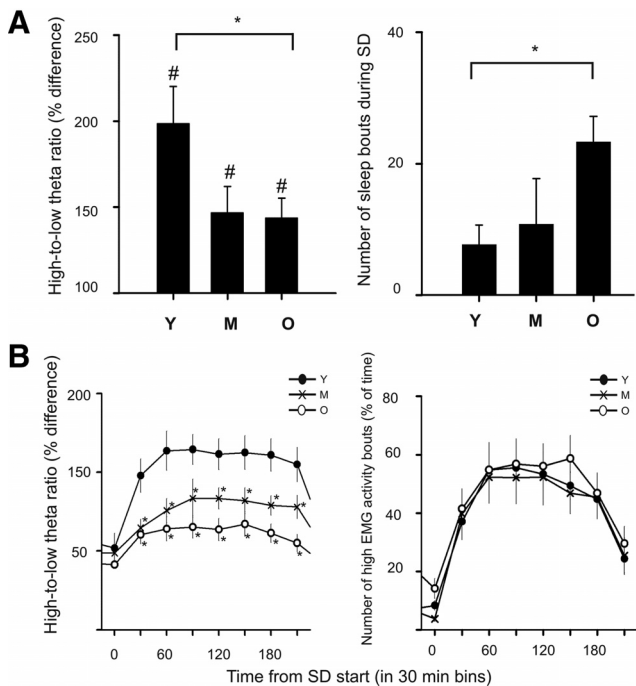 A
High-to-low theta ratio (% difference)
250
200
150
100
*
#
#
#
Y M O
Number of sleep bouts during SD
40
20
0
*
Y M O
B
High-to-low theta ratio (% difference)
200
150
50
Y
M
O
* * * * * * *
* * * * * * *
0 60 120 180
Number of high EMG activity bouts (% of time)
80
60
40
20
Y
M
O
0 60 120 180
Time from SD start (in 30 min bins)